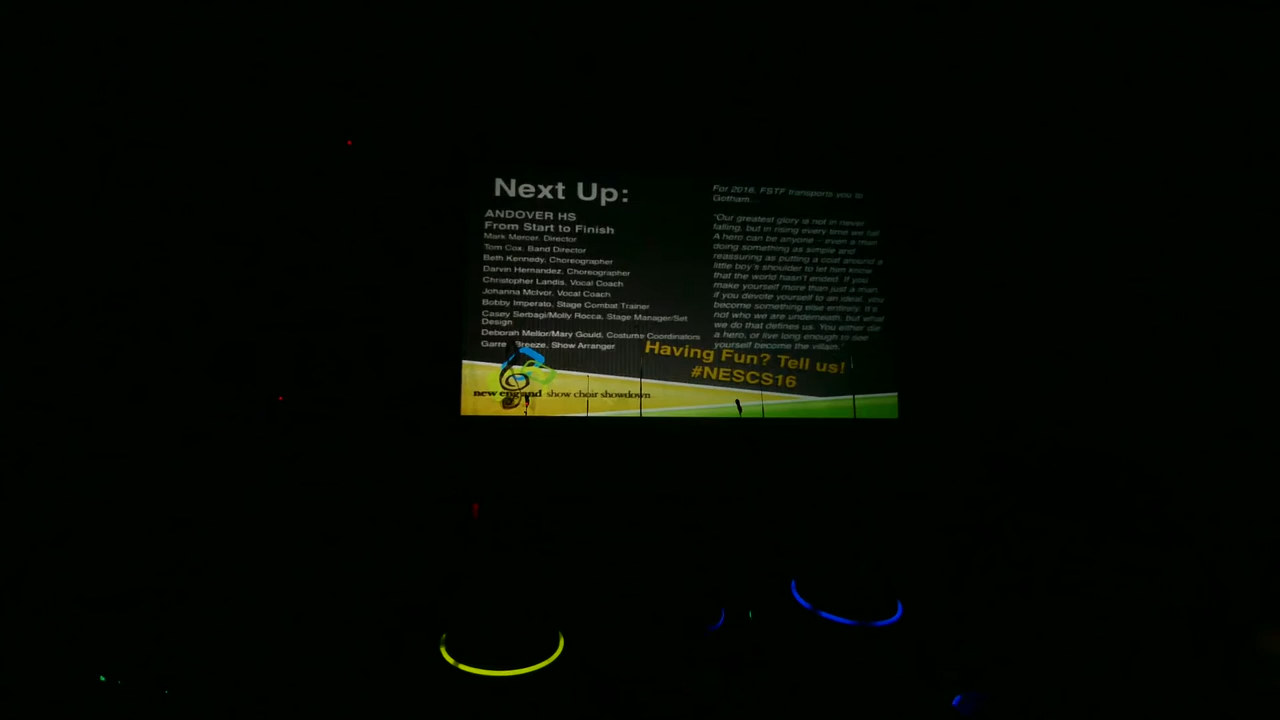 Next Up:
ANDOVER HS
From Start to Finish
Mark Mercer, Director
Tom Cox, Band Director
Beth Kennedy, Choreographer
Darvin Hernandez, Choreographer
Christopher Landis, Vocal Coach
Johanna McIvor, Vocal Coach
Bobby Imperato, Stage Combat Trainer
Casey Serbagi/Molly Rocca, Stage Manager/Set
Design
Deborah Mellor/Mary Gould, Costume Coordinators
Breeze, Show Arranger
For 2016, FSTF transports you to
Gotham...
"Our greatest glory is not in never
falling, but in rising every time we fall
A hero can be anyone – even a man
doing something as simple and
reassuring as putting a coat around a
little boy's shoulder to let him know
that the world hasn't ended. If you
make yourself more than just a man,
if you devote yourself to an ideal, you
become something else entirely. It's
not who we are underneath, but what
we do that defines us. You either die
a hero, or live long enough to see
yourself become the villain."
Having Fun? Tell us!
#NESCS16
new england show choir showdown